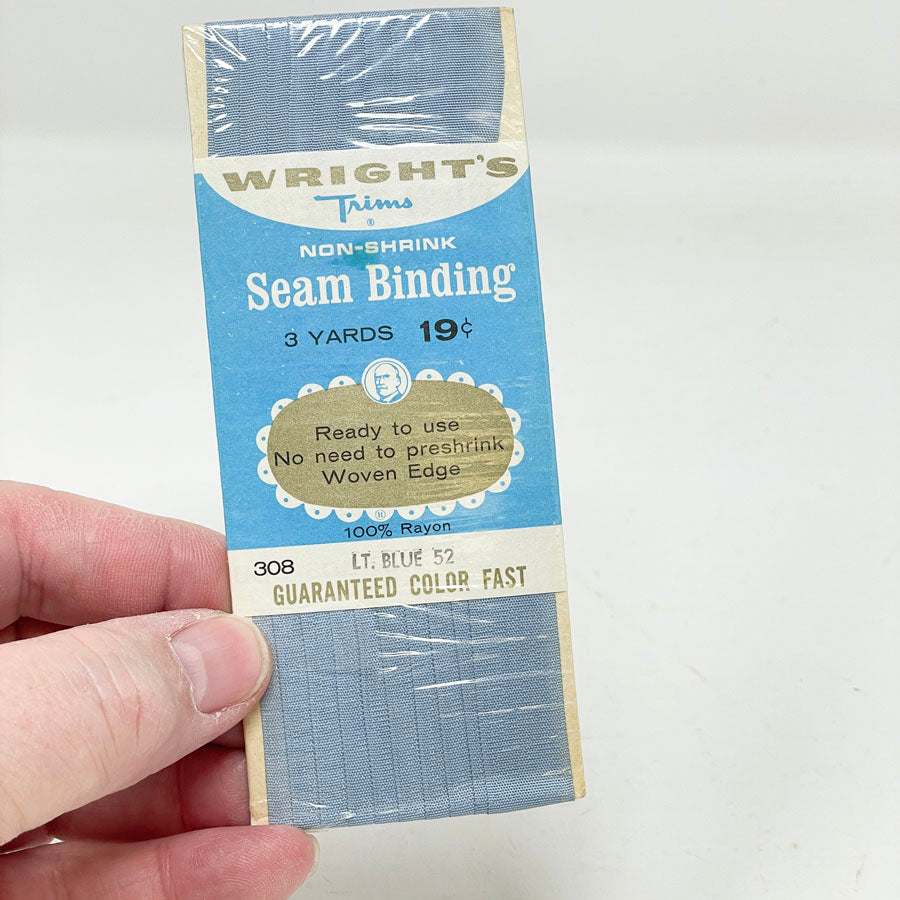 WRIGHT'S
Trims
®
NON-SHRINK
Seam Binding
3 YARDS 19¢
Ready to use
No need to preshrink
Woven Edge
®
100% Rayon
308 LT. BLUE 52
GUARANTEED COLOR FAST